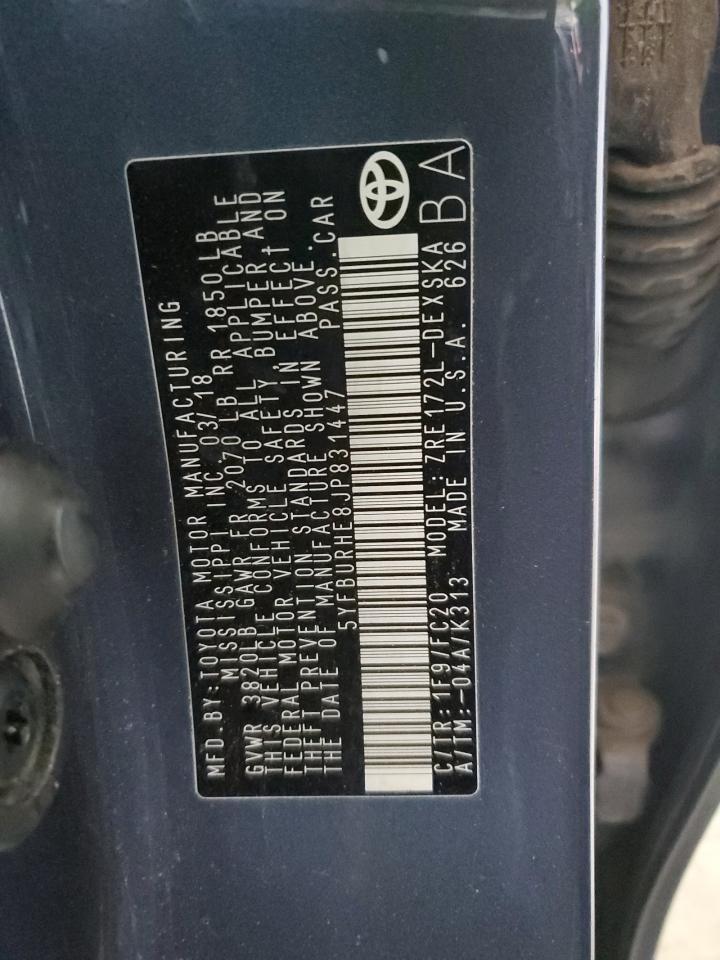 MFD.BY:TOYOTA MOTOR MANUFACTURING
MISSISSIPPI INC.03/18
GVWR 3820LB GAWR FR 2070 LB RR 1850 LB
THIS VEHICLE CONFORMS TO ALL APPLICABLE
FEDERAL MOTOR VEHICLE SAFETY, BUMPER, AND
THEFT PREVENTION STANDARDS IN EFFECT ON
THE DATE OF MANUFACTURE SHOWN ABOVE.
5YFBURHE8JP831447 PASS.CAR
C/TR:1F9/FC20 MODEL:ZRE172L-DEXSKA
A/TM:-04A/K313 MADE IN U.S.A. 626
BA